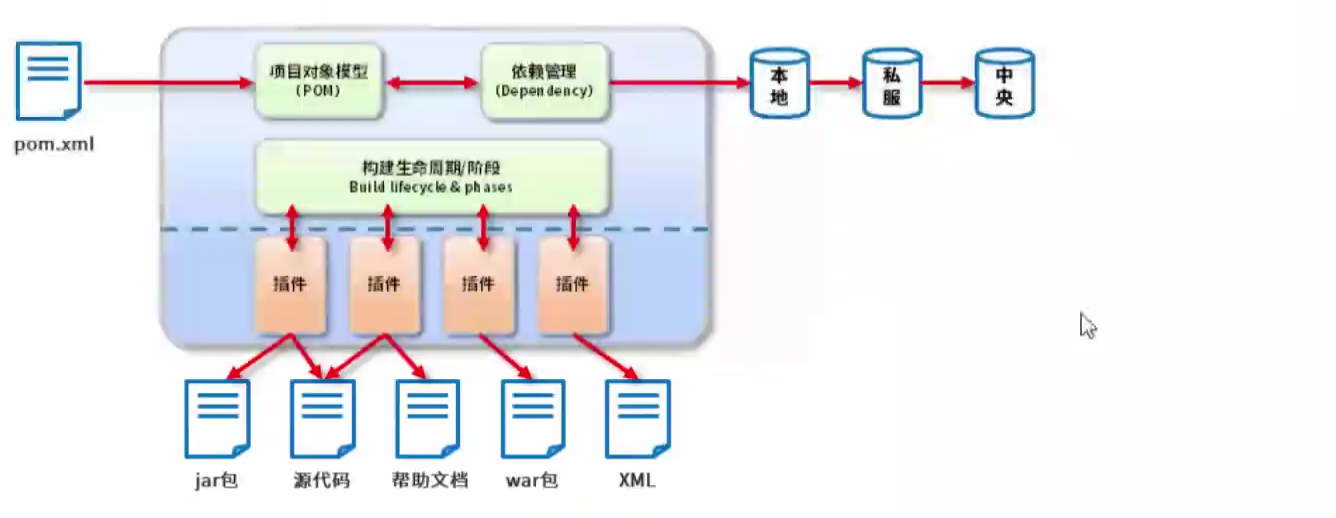 pom.xml
项目对象模型
(POM)
依赖管理
(Dependency)
本地
私服
中央
构建生命周期/阶段
Build lifecycle & phases
插件
插件
插件
插件
jar包
源代码
帮助文档
war包
XML